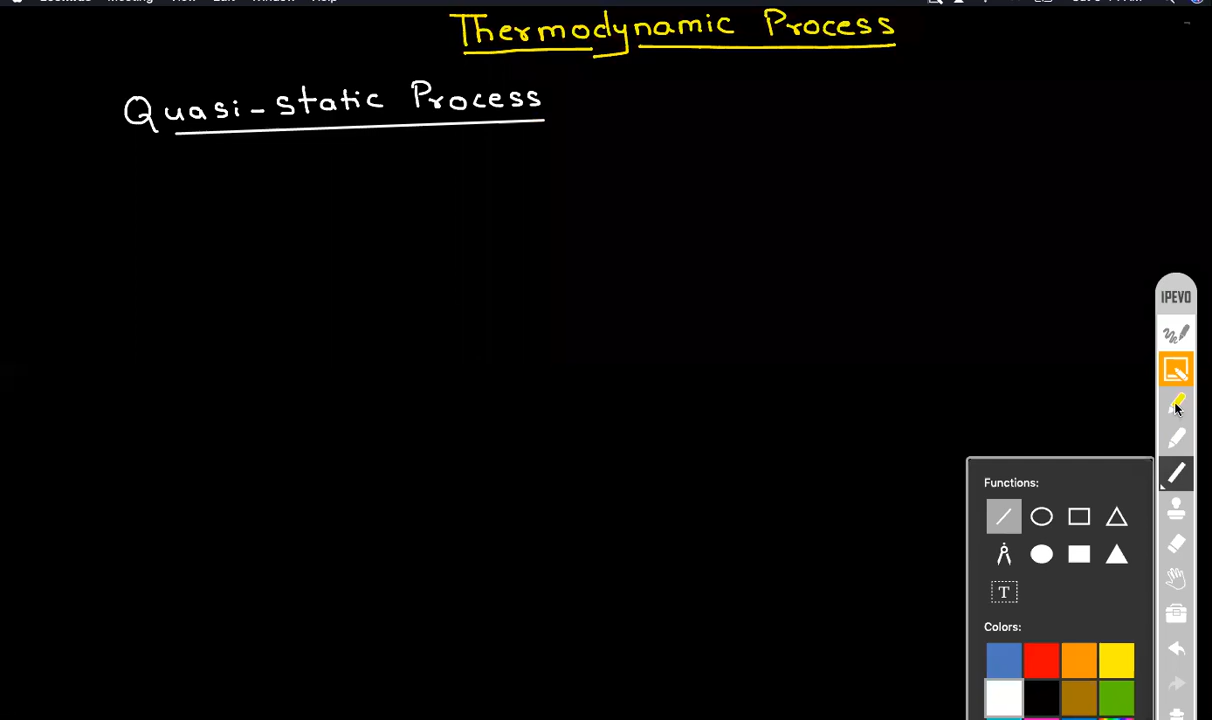 Thermodynamic Process
Quasi-static Process
IPEVO
Functions:
T
Colors: